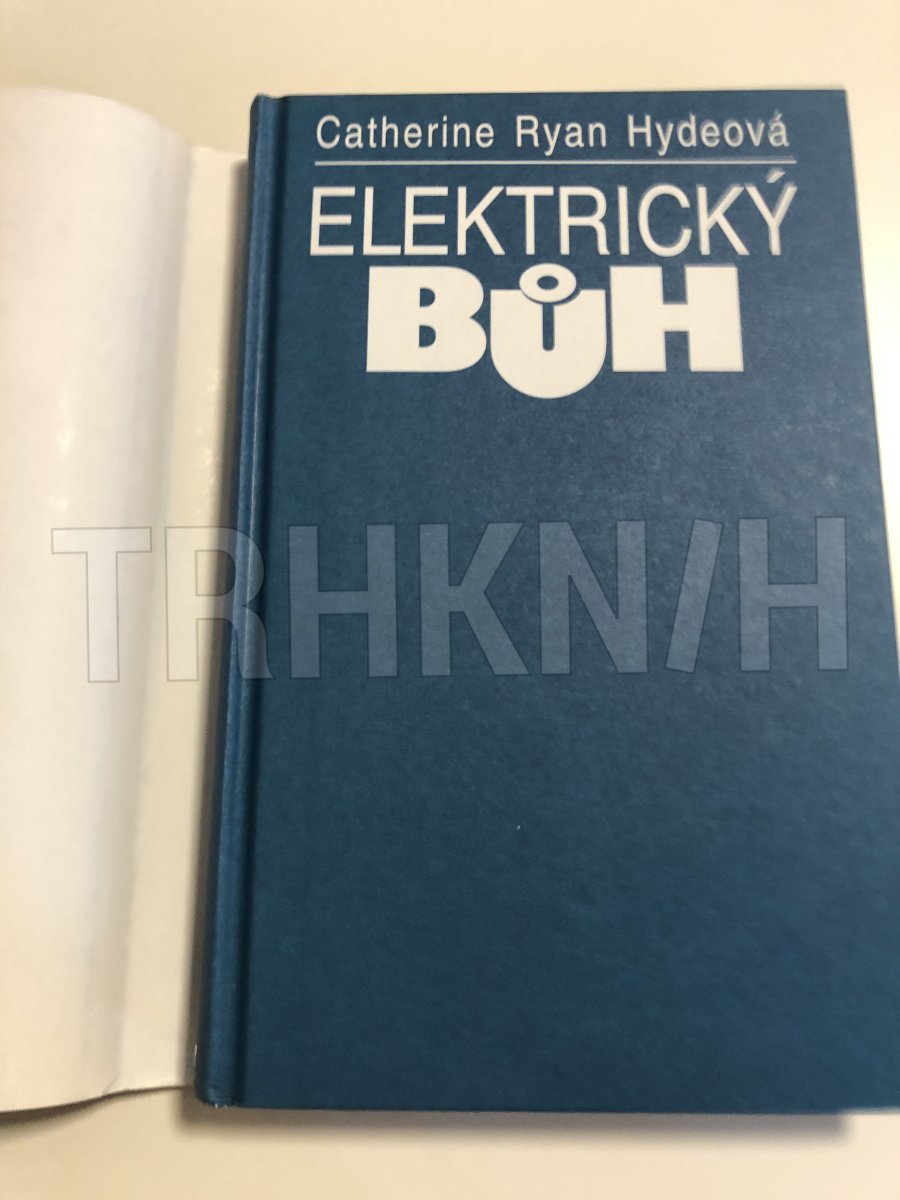 Catherine Ryan Hydeová
ELEKTRICKÝ
BŮH
TRHKNIH